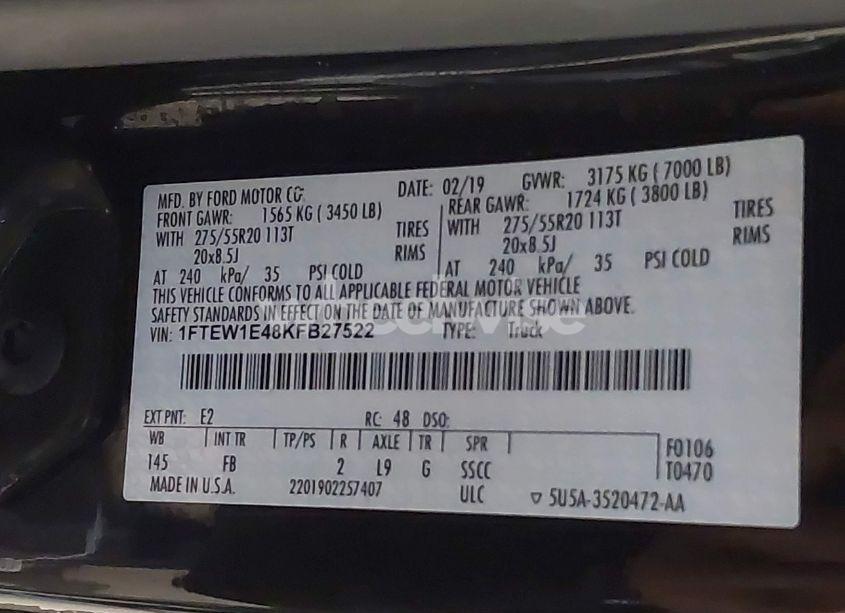 MFD. BY FORD MOTOR CO. DATE: 02/19 GVWR: 3175 KG ( 7000 LB)
FRONT GAWR: 1565 KG ( 3450 LB) REAR GAWR: 1724 KG ( 3800 LB)
WITH 275/55R20 113T TIRES WITH 275/55R20 113T TIRES
20x8.5J RIMS 20x8.5J RIMS
AT 240 kPa/ 35 PSI COLD AT 240 kPa/ 35 PSI COLD
THIS VEHICLE CONFORMS TO ALL APPLICABLE FEDERAL MOTOR VEHICLE
SAFETY STANDARDS IN EFFECT ON THE DATE OF MANUFACTURE SHOWN ABOVE.
VIN: 1FTEW1E48KFB27522 TYPE: Truck
EXT PNT: E2 RC: 48 DSO:
WB INT TR TP/PS R AXLE TR SPR F0106
145 FB 2 L9 G SSCC T0470
MADE IN U.S.A. 2201902257407 ULC ▽ 5U5A-3520472-AA